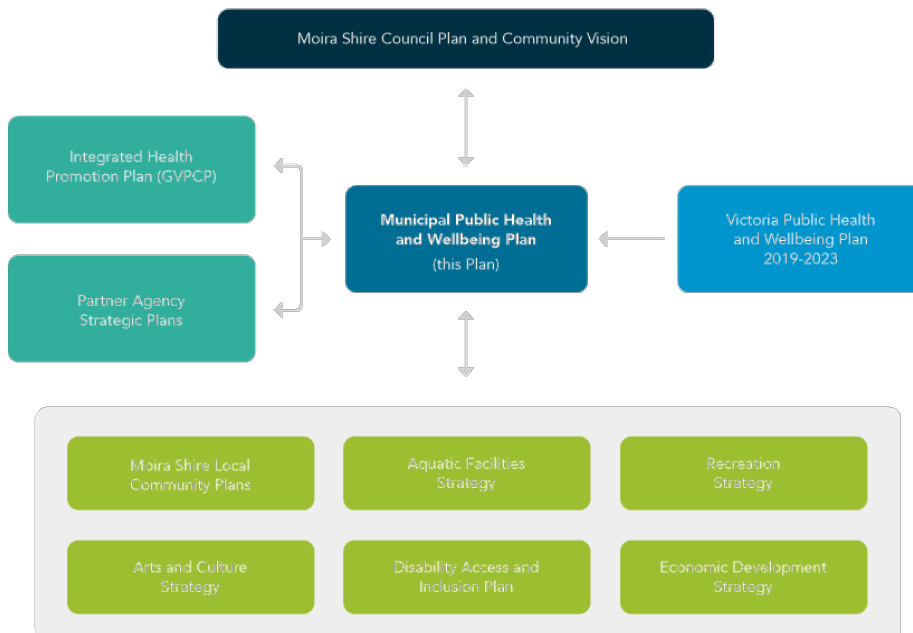 Moira Shire Council Plan and Community Vision
Integrated Health
Promotion Plan (GVPCP)
Municipal Public Health
and Wellbeing Plan
(this Plan)
Victoria Public Health
and Wellbeing Plan
2019-2023
Partner Agency
Strategic Plans
Moira Shire Local
Community Plans
Aquatic Facilities
Strategy
Recreation
Strategy
Arts and Culture
Strategy
Disability Access and
Inclusion Plan
Economic Development
Strategy